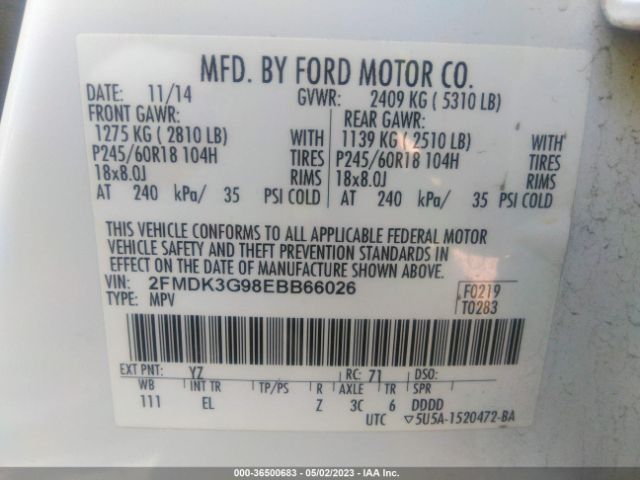 MFD. BY FORD MOTOR CO.
DATE: 11/14 GVWR: 2409 KG ( 5310 LB)
FRONT GAWR: REAR GAWR:
1275 KG ( 2810 LB) WITH 1139 KG ( 2510 LB) WITH
P245/60R18 104H TIRES P245/60R18 104H TIRES
18x8.0J RIMS 18x8.0J RIMS
AT 240 kPa/ 35 PSI COLD AT 240 kPa/ 35 PSI COLD
THIS VEHICLE CONFORMS TO ALL APPLICABLE FEDERAL MOTOR
VEHICLE SAFETY AND THEFT PREVENTION STANDARDS IN
EFFECT ON THE DATE OF MANUFACTURE SHOWN ABOVE.
VIN: 2FMDK3G98EBB66026 F0219
TYPE: MPV T0283
EXT PNT: YZ RC: 71 DSO:
WB INT TR TP/PS R AXLE TR SPR
111 EL Z 3C 6 DDDD
UTC ▽5U5A-1520472-BA
000-36500683 - 05/02/2023 - IAA Inc.